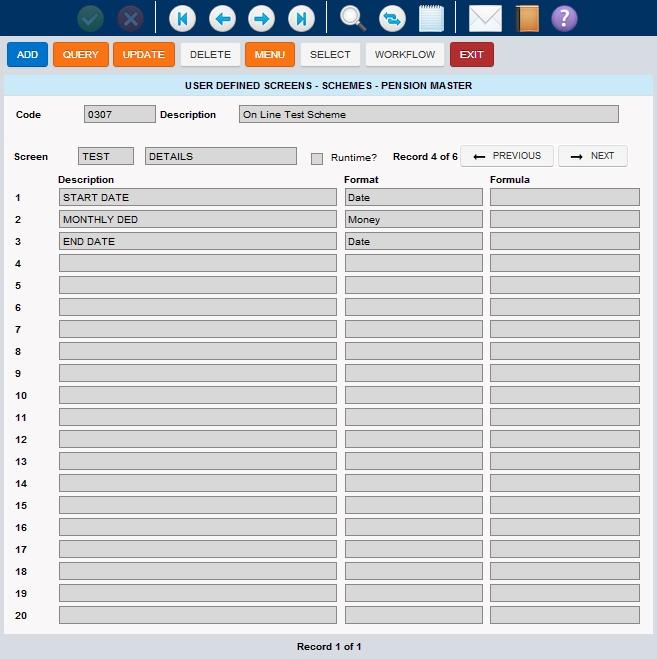 ?
ADD QUERY UPDATE DELETE MENU SELECT WORKFLOW EXIT
USER DEFINED SCREENS - SCHEMES - PENSION MASTER
Code 0307 Description On Line Test Scheme
Screen TEST DETAILS Runtime? Record 4 of 6 PREVIOUS NEXT
Description Format Formula
1 START DATE Date
2 MONTHLY DED Money
3 END DATE Date
4
5
6
7
8
9
10
11
12
13
14
15
16
17
18
19
20
Record 1 of 1